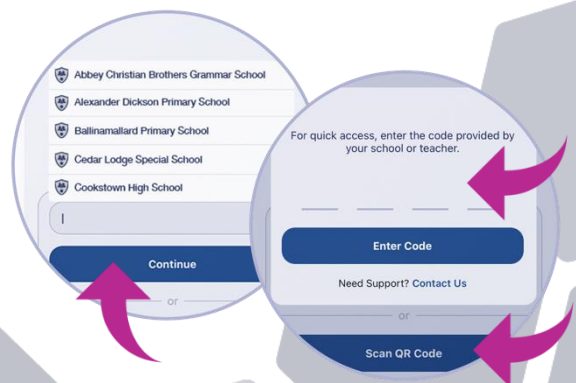 Abbey Christian Brothers Grammar School
Alexander Dickson Primary School
Ballinamallard Primary School
Cedar Lodge Special School
Cookstown High School
Continue
or
For quick access, enter the code provided by
your school or teacher.
Enter Code
Need Support? Contact Us
or
Scan QR Code